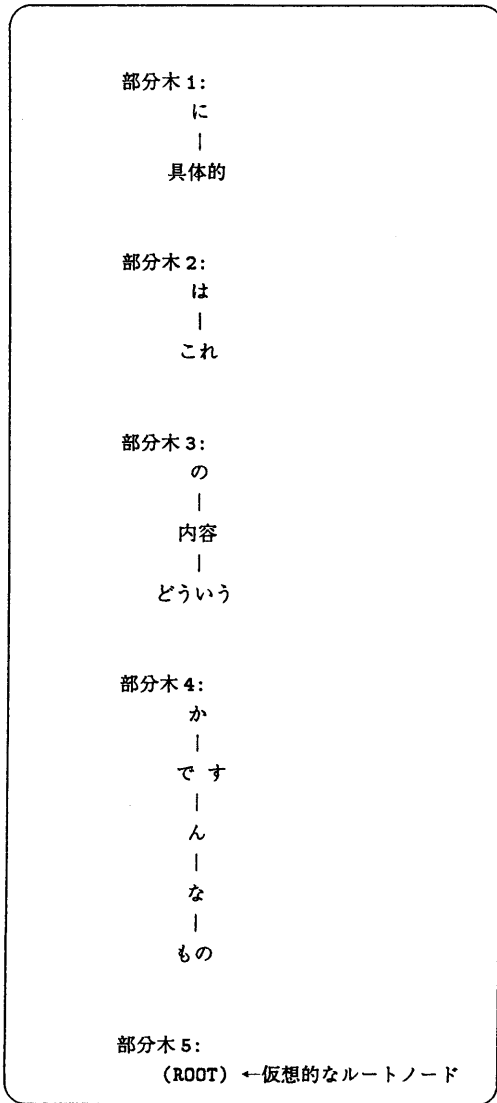 部分木1:
に
|
具体的
部分木2:
は
|
これ
部分木3:
の
|
内容
|
どういう
部分木4:
か
|
で す
|
ん
|
な
|
もの
部分木5:
(ROOT) ←仮想的なルートノード